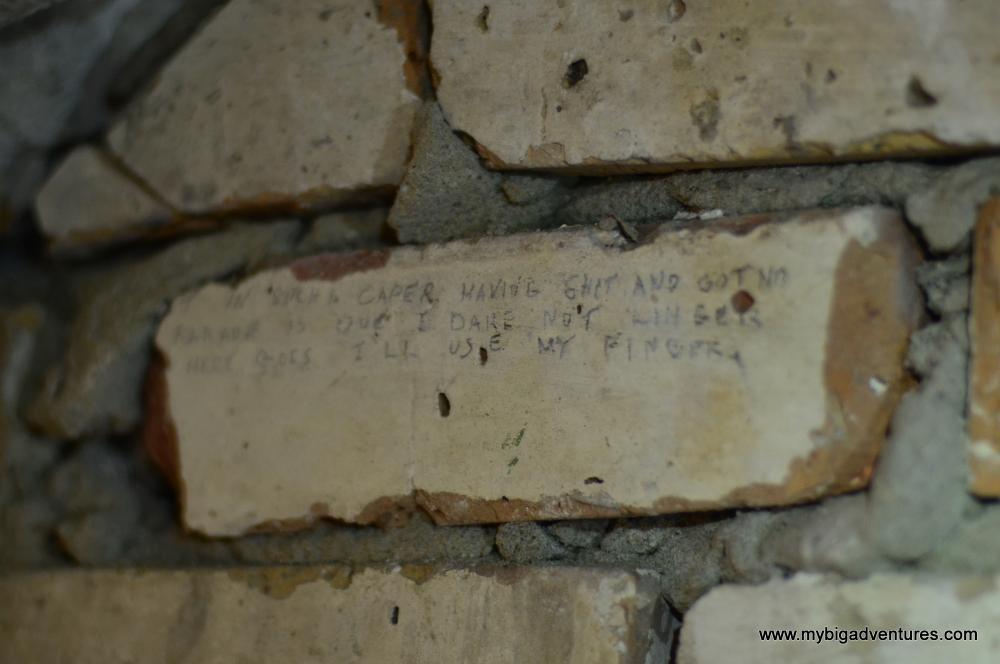 IN SUCH A CAPER HAVING SHIT AND GOT NO
IS DUE I DARE NOT LINGER
HERE GOES I'LL USE MY FINGER.
www.mybigadventures.com